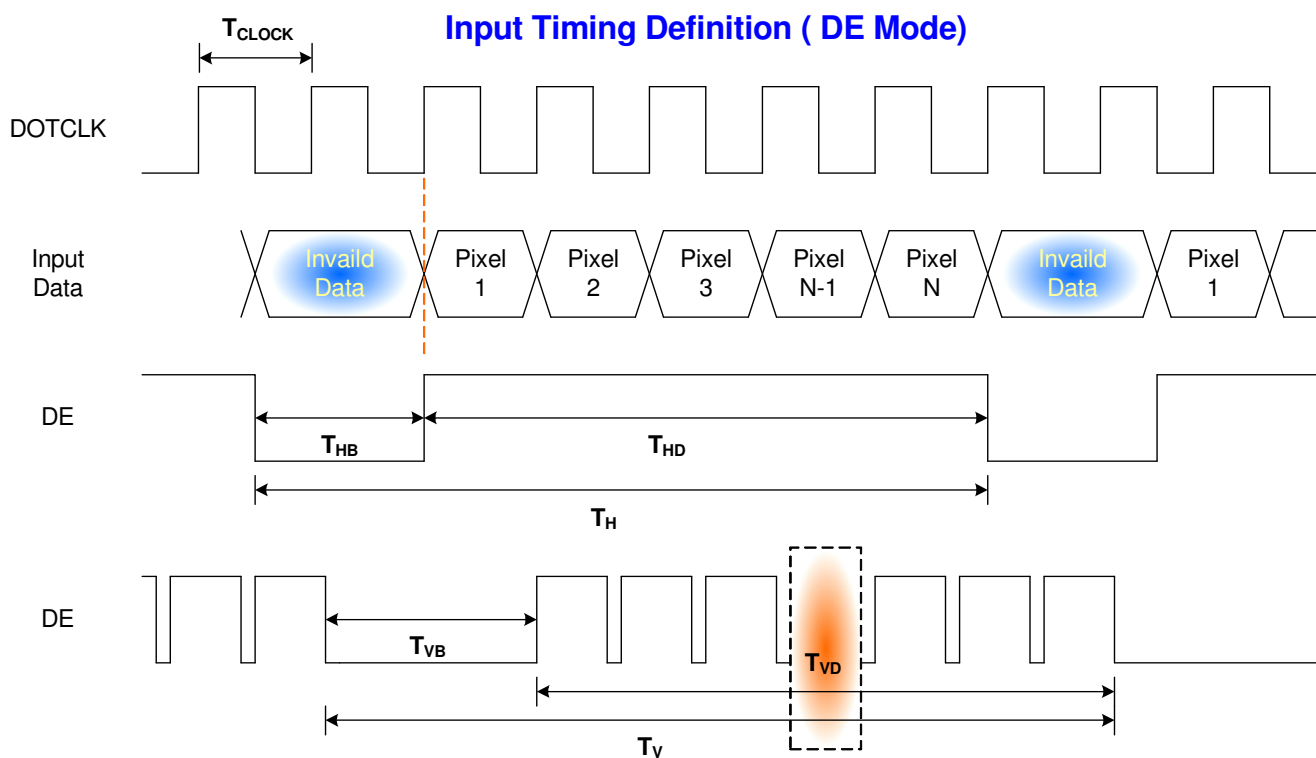 Input Timing Definition ( DE Mode)
TCLOCK
DOTCLK
Input
Data
Invaild
Data
Pixel
1
Pixel
2
Pixel
3
Pixel
N-1
Pixel
N
Invaild
Data
Pixel
1
DE
THB
THD
TH
DE
TVB
TVD
TV